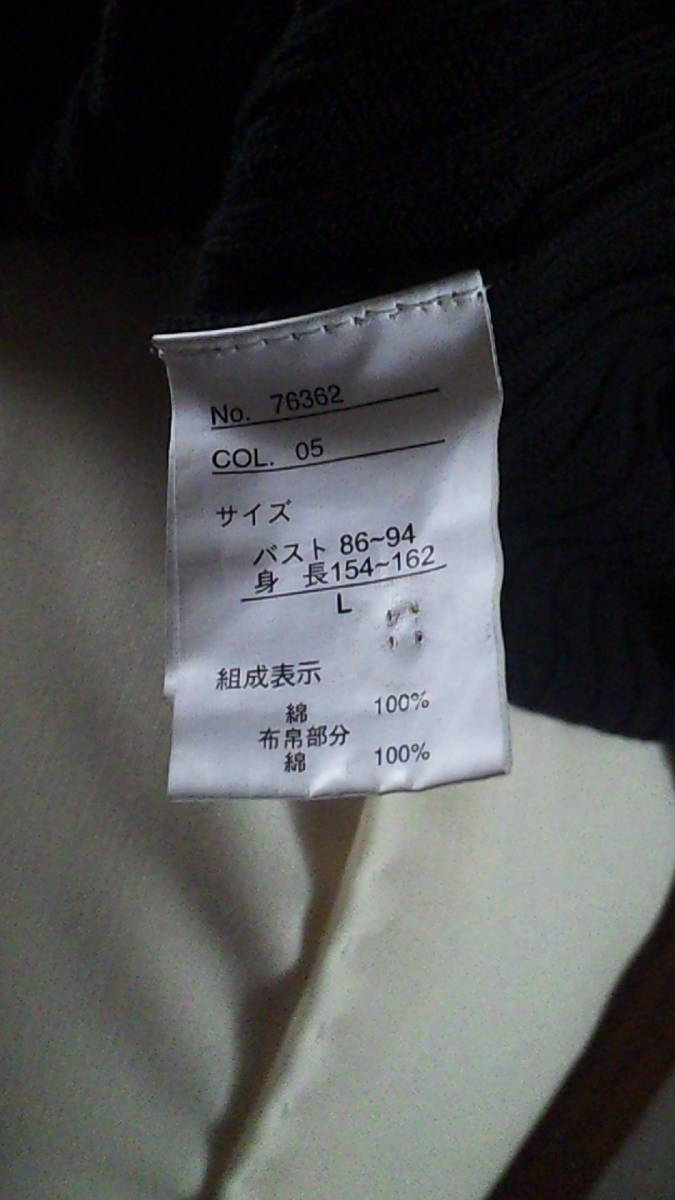 No. 76362
COL. 05
サイズ
バスト 86~94
身 長154~162
L
組成表示
綿 100%
布帛部分
綿 100%